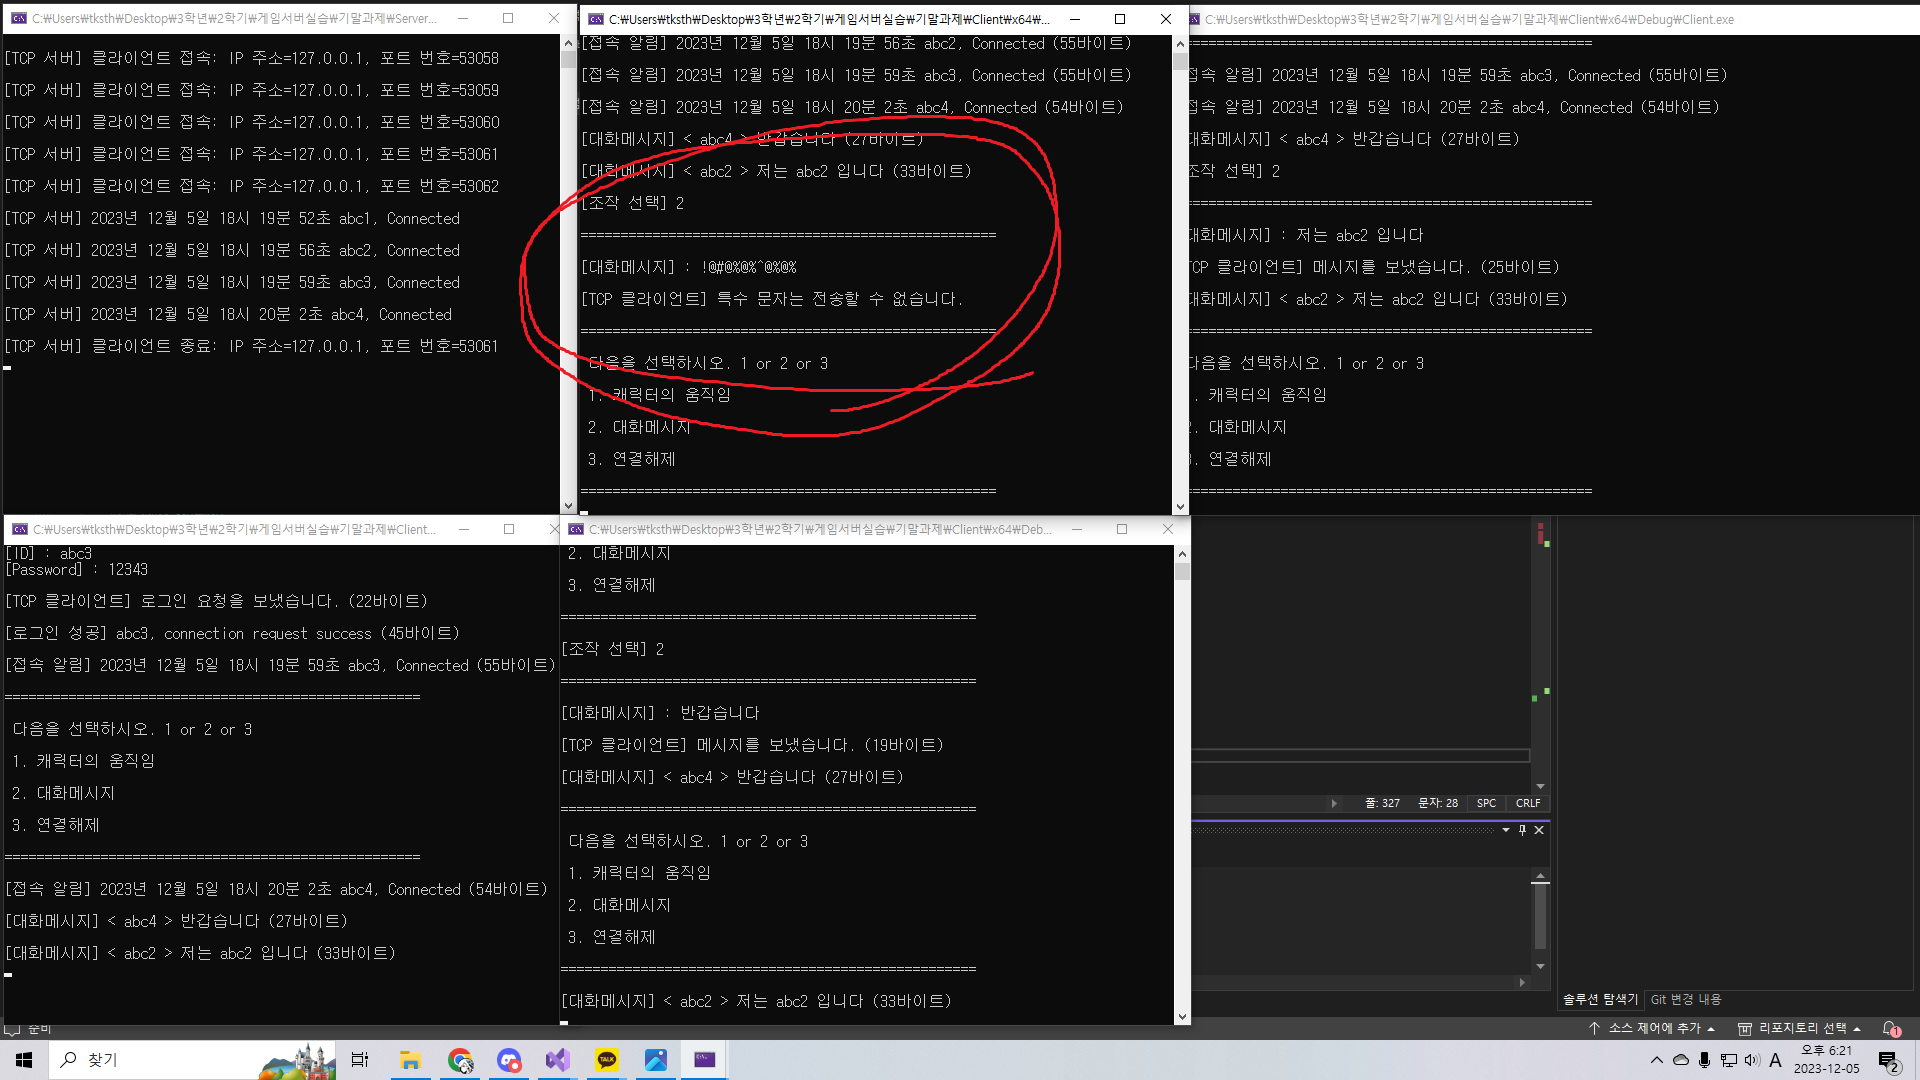 C:₩Users₩tksth₩Desktop₩3학년₩2학기₩게임서버실습₩기말과제₩Server...
[TCP 서버] 클라이언트 접속: IP 주소=127.0.0.1, 포트 번호=53058
[TCP 서버] 클라이언트 접속: IP 주소=127.0.0.1, 포트 번호=53059
[TCP 서버] 클라이언트 접속: IP 주소=127.0.0.1, 포트 번호=53060
[TCP 서버] 클라이언트 접속: IP 주소=127.0.0.1, 포트 번호=53061
[TCP 서버] 클라이언트 접속: IP 주소=127.0.0.1, 포트 번호=53062
[TCP 서버] 2023년 12월 5일 18시 19분 52초 abc1, Connected
[TCP 서버] 2023년 12월 5일 18시 19분 56초 abc2, Connected
[TCP 서버] 2023년 12월 5일 18시 19분 59초 abc3, Connected
[TCP 서버] 2023년 12월 5일 18시 20분 2초 abc4, Connected
[TCP 서버] 클라이언트 종료: IP 주소=127.0.0.1, 포트 번호=53061
C:₩Users₩tksth₩Desktop₩3학년₩2학기₩게임서버실습₩기말과제₩Client₩x64₩...
[접속 알림] 2023년 12월 5일 18시 19분 56초 abc2, Connected (55바이트)
[접속 알림] 2023년 12월 5일 18시 19분 59초 abc3, Connected (55바이트)
[접속 알림] 2023년 12월 5일 18시 20분 2초 abc4, Connected (54바이트)
[대화메시지] < abc4 > 반갑습니다 (27바이트)
[대화메시지] < abc2 > 저는 abc2 입니다 (33바이트)
[조작 선택] 2
====================================================
[대화메시지] : !@#@%@%^@%@%
[TCP 클라이언트] 특수 문자는 전송할 수 없습니다.
====================================================
다음을 선택하시오. 1 or 2 or 3
1. 캐릭터의 움직임
2. 대화메시지
3. 연결해제
====================================================
C:₩Users₩tksth₩Desktop₩3학년₩2학기₩게임서버실습₩기말과제₩Client₩x64₩Debug₩Client.exe
====================================================
접속 알림] 2023년 12월 5일 18시 19분 59초 abc3, Connected (55바이트)
접속 알림] 2023년 12월 5일 18시 20분 2초 abc4, Connected (54바이트)
대화메시지] < abc4 > 반갑습니다 (27바이트)
조작 선택] 2
====================================================
대화메시지] : 저는 abc2 입니다
TCP 클라이언트] 메시지를 보냈습니다. (25바이트)
대화메시지] < abc2 > 저는 abc2 입니다 (33바이트)
====================================================
다음을 선택하시오. 1 or 2 or 3
. 캐릭터의 움직임
2. 대화메시지
3. 연결해제
====================================================
C:₩Users₩tksth₩Desktop₩3학년₩2학기₩게임서버실습₩기말과제₩Client...
[ID] : abc3
[Password] : 12343
[TCP 클라이언트] 로그인 요청을 보냈습니다. (22바이트)
[로그인 성공] abc3, connection request success (45바이트)
[접속 알림] 2023년 12월 5일 18시 19분 59초 abc3, Connected (55바이트)
====================================================
다음을 선택하시오. 1 or 2 or 3
1. 캐릭터의 움직임
2. 대화메시지
3. 연결해제
====================================================
[접속 알림] 2023년 12월 5일 18시 20분 2초 abc4, Connected (54바이트)
[대화메시지] < abc4 > 반갑습니다 (27바이트)
[대화메시지] < abc2 > 저는 abc2 입니다 (33바이트)
C:₩Users₩tksth₩Desktop₩3학년₩2학기₩게임서버실습₩기말과제₩Client₩x64₩Deb...
2. 대화메시지
3. 연결해제
====================================================
[조작 선택] 2
====================================================
[대화메시지] : 반갑습니다
[TCP 클라이언트] 메시지를 보냈습니다. (19바이트)
[대화메시지] < abc4 > 반갑습니다 (27바이트)
====================================================
다음을 선택하시오. 1 or 2 or 3
1. 캐릭터의 움직임
2. 대화메시지
3. 연결해제
====================================================
[대화메시지] < abc2 > 저는 abc2 입니다 (33바이트)
줄: 327 문자: 28 SPC CRLF
솔루션 탐색기 Git 변경 내용
준비
소스 제어에 추가 리포지토리 선택 1
찾기
TALK
A
오후 6:21
2023-12-05
2